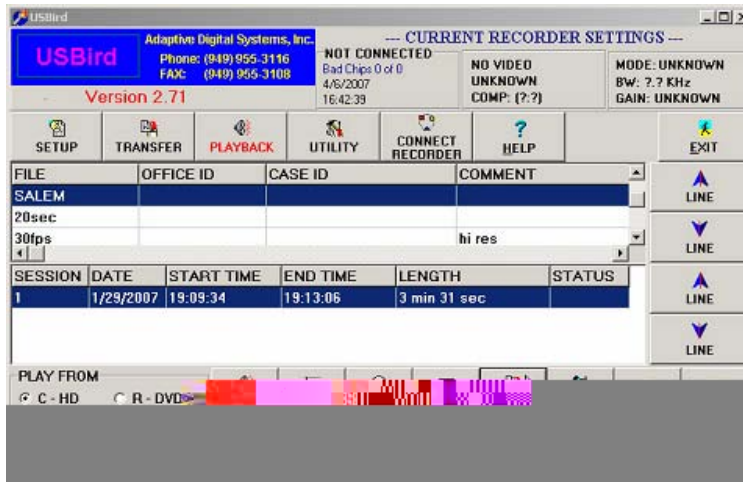 USBird
USBird
Adaptive Digital Systems, Inc.
Phone: (949) 955-3116
FAX: (949) 955-3108
Version 2.71
--- CURRENT RECORDER SETTINGS ---
NOT CONNECTED
Bad Chips 0 of 0
4/6/2007
16:42:39
NO VIDEO
UNKNOWN
COMP: (?:?)
MODE: UNKNOWN
BW: ?.? KHz
GAIN: UNKNOWN
SETUP TRANSFER PLAYBACK UTILITY CONNECT RECORDER HELP EXIT
FILE OFFICE ID CASE ID COMMENT
SALEM
20sec
30fps hi res
LINE
LINE
SESSION DATE START TIME END TIME LENGTH STATUS
1 1/29/2007 19:09:34 19:13:06 3 min 31 sec
LINE
LINE
PLAY FROM
C - HD R - DVD